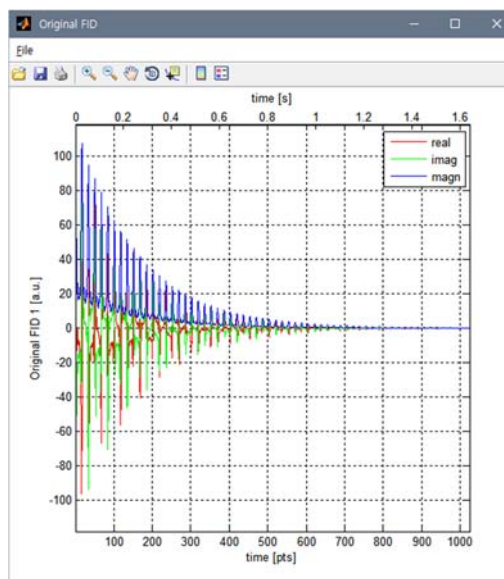 Original FID
File
time [s]
0 0.2 0.4 0.6 0.8 1 1.2 1.4 1.6
real
imag
magn
100
80
60
40
20
0
-20
-40
-60
-80
-100
Original FID 1 [a.u.]
100 200 300 400 500 600 700 800 900 1000
time [pts]